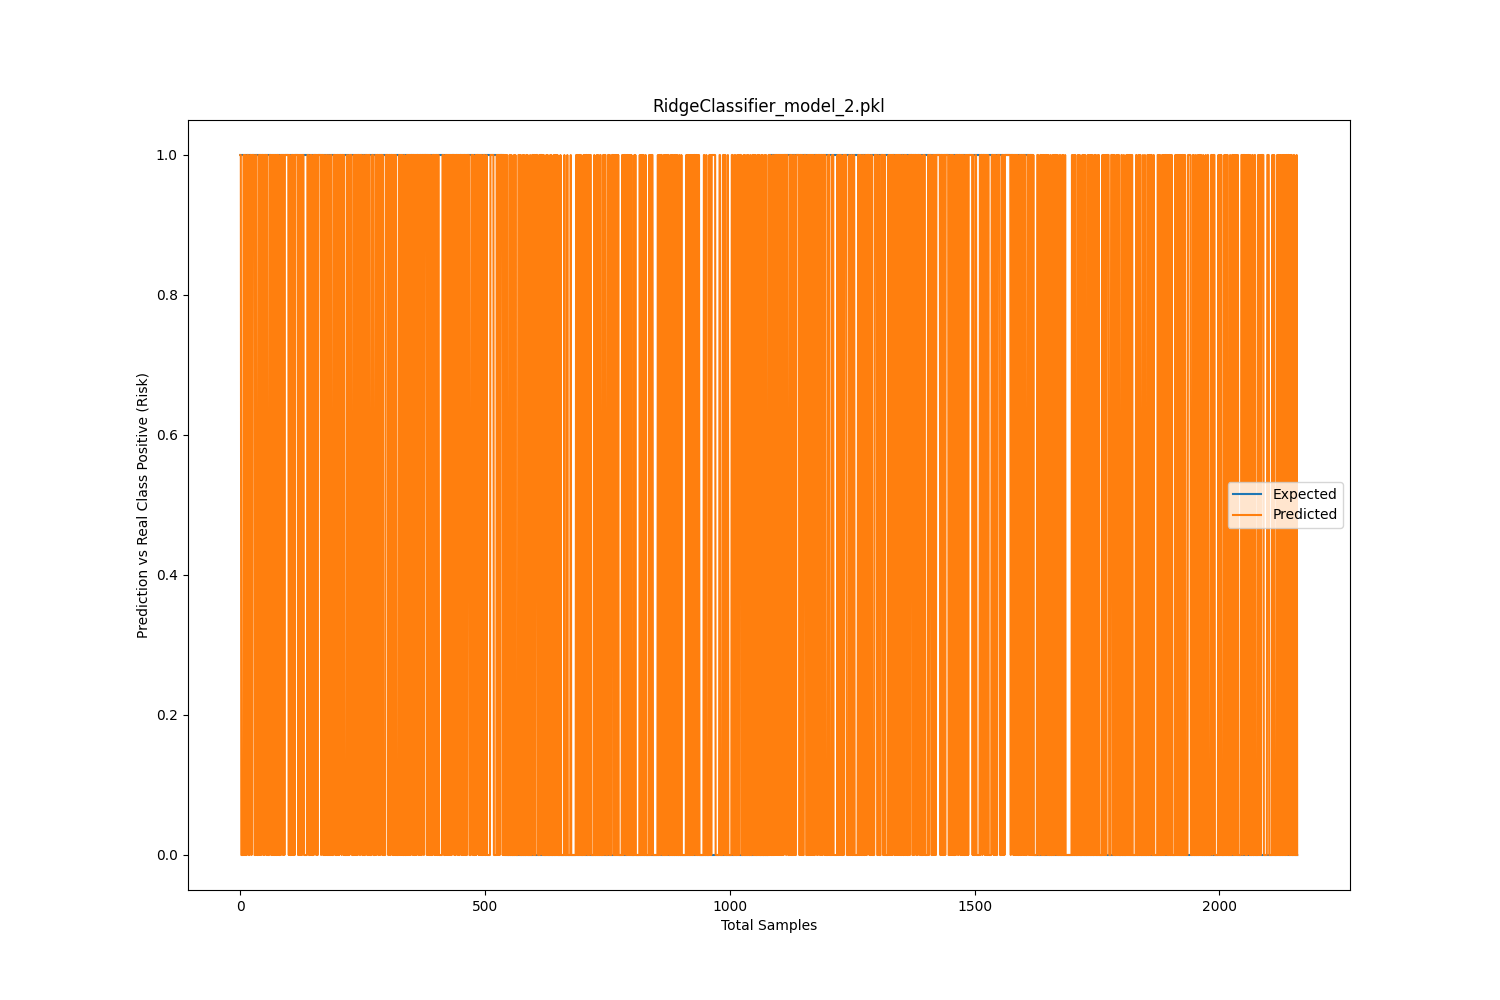 RidgeClassifier_model_2.pkl
1.0
0.8
0.6
0.4
0.2
0.0
Prediction vs Real Class Positive (Risk)
Expected
Predicted
0
500
1000
1500
2000
Total Samples